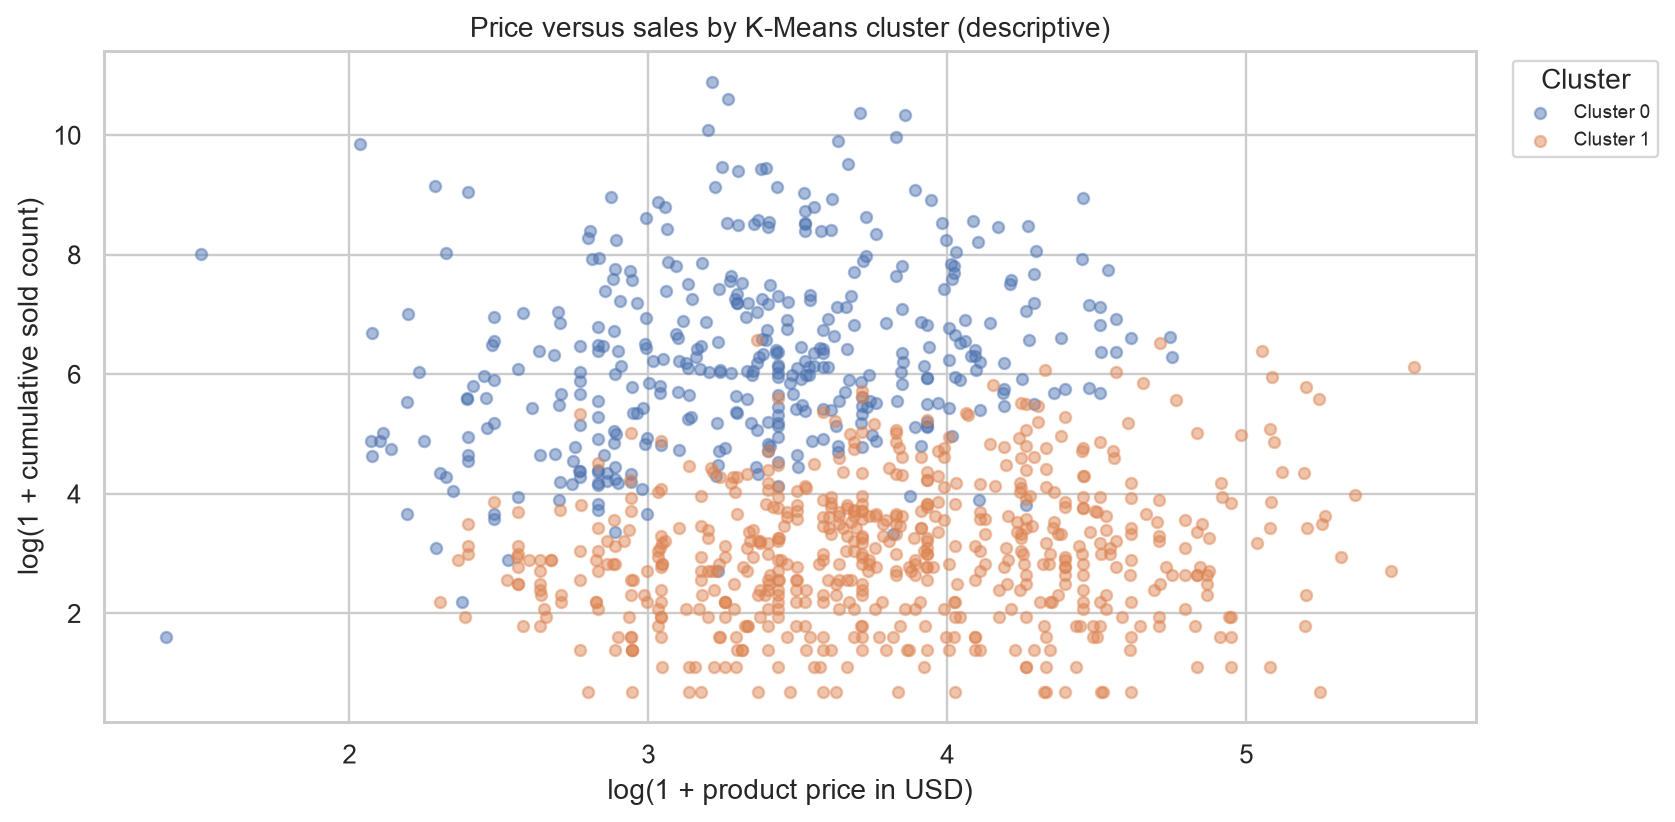 Price versus sales by K-Means cluster (descriptive)
Cluster
Cluster 0
Cluster 1
log(1 + cumulative sold count)
10
8
6
4
2
2
3
4
5
log(1 + product price in USD)